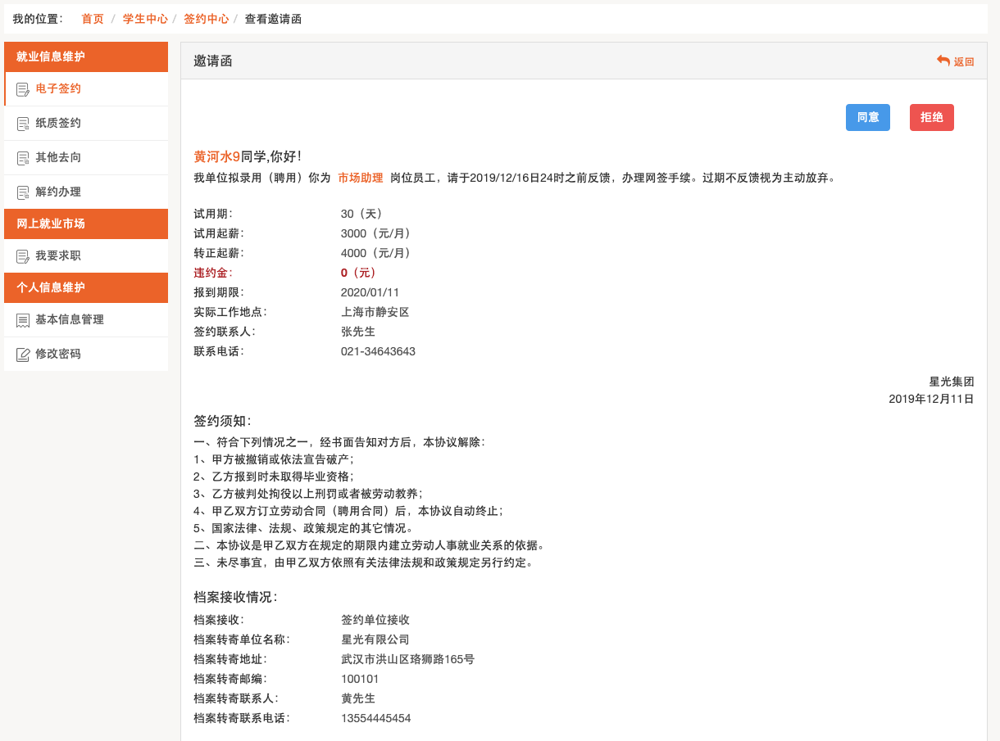 我的位置： 首页 / 学生中心 / 签约中心 / 查看邀请函
就业信息维护
电子签约
纸质签约
其他去向
解约办理
网上就业市场
我要求职
个人信息维护
基本信息管理
修改密码
邀请函
返回
同意 拒绝
黄河水9同学,你好！
我单位拟录用（聘用）你为 市场助理 岗位员工，请于2019/12/16日24时之前反馈，办理网签手续。过期不反馈视为主动放弃。
试用期： 30（天）
试用起薪： 3000（元/月）
转正起薪： 4000（元/月）
违约金： 0（元）
报到期限： 2020/01/11
实际工作地点： 上海市静安区
签约联系人： 张先生
联系电话： 021-34643643
星光集团
2019年12月11日
签约须知：
一、符合下列情况之一，经书面告知对方后，本协议解除：
1、甲方被撤销或依法宣告破产；
2、乙方报到时未取得毕业资格；
3、乙方被判处拘役以上刑罚或者被劳动教养；
4、甲乙双方订立劳动合同（聘用合同）后，本协议自动终止；
5、国家法律、法规、政策规定的其它情况。
二、本协议是甲乙双方在规定的期限内建立劳动人事就业关系的依据。
三、未尽事宜，由甲乙双方依照有关法律法规和政策规定另行约定。
档案接收情况：
档案接收： 签约单位接收
档案转寄单位名称： 星光有限公司
档案转寄地址： 武汉市洪山区珞狮路165号
档案转寄邮编： 100101
档案转寄联系人： 黄先生
档案转寄联系电话： 13554445454